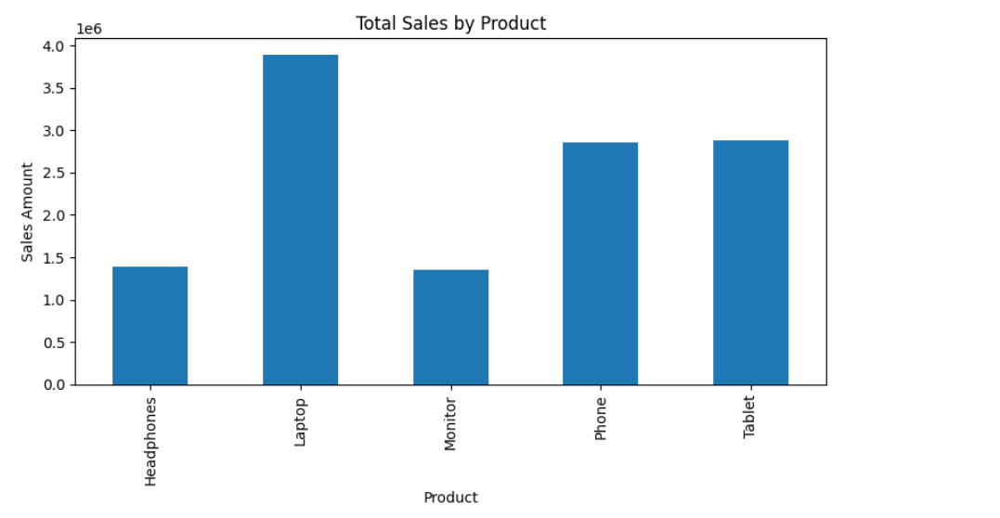 Total Sales by Product
1e6
4.0
3.5
3.0
2.5
2.0
1.5
1.0
0.5
0.0
Sales Amount
Headphones
Laptop
Monitor
Phone
Tablet
Product